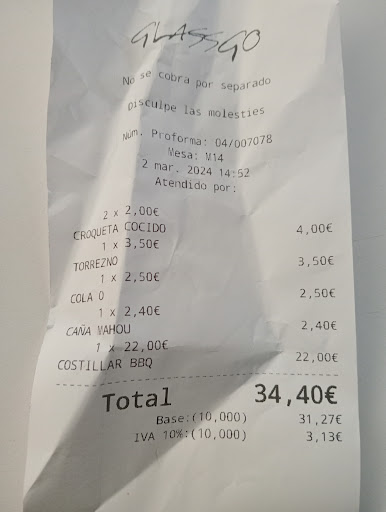 GLASSGO
No se cobra por separado
Disculpe las molesties
Núm. Proforma: 04/007078
Mesa: M14
2 mar. 2024 14:52
Atendido por:
2 x 2,00€
CROQUETA COCIDO 4,00€
1 x 3,50€
TORREZNO 3,50€
1 x 2,50€
COLA 0 2,50€
1 x 2,40€
CAÑA MAHOU 2,40€
1 x 22,00€
COSTILLAR BBQ 22,00€
Total 34,40€
Base:(10,000) 31,27€
IVA 10%:(10,000) 3,13€